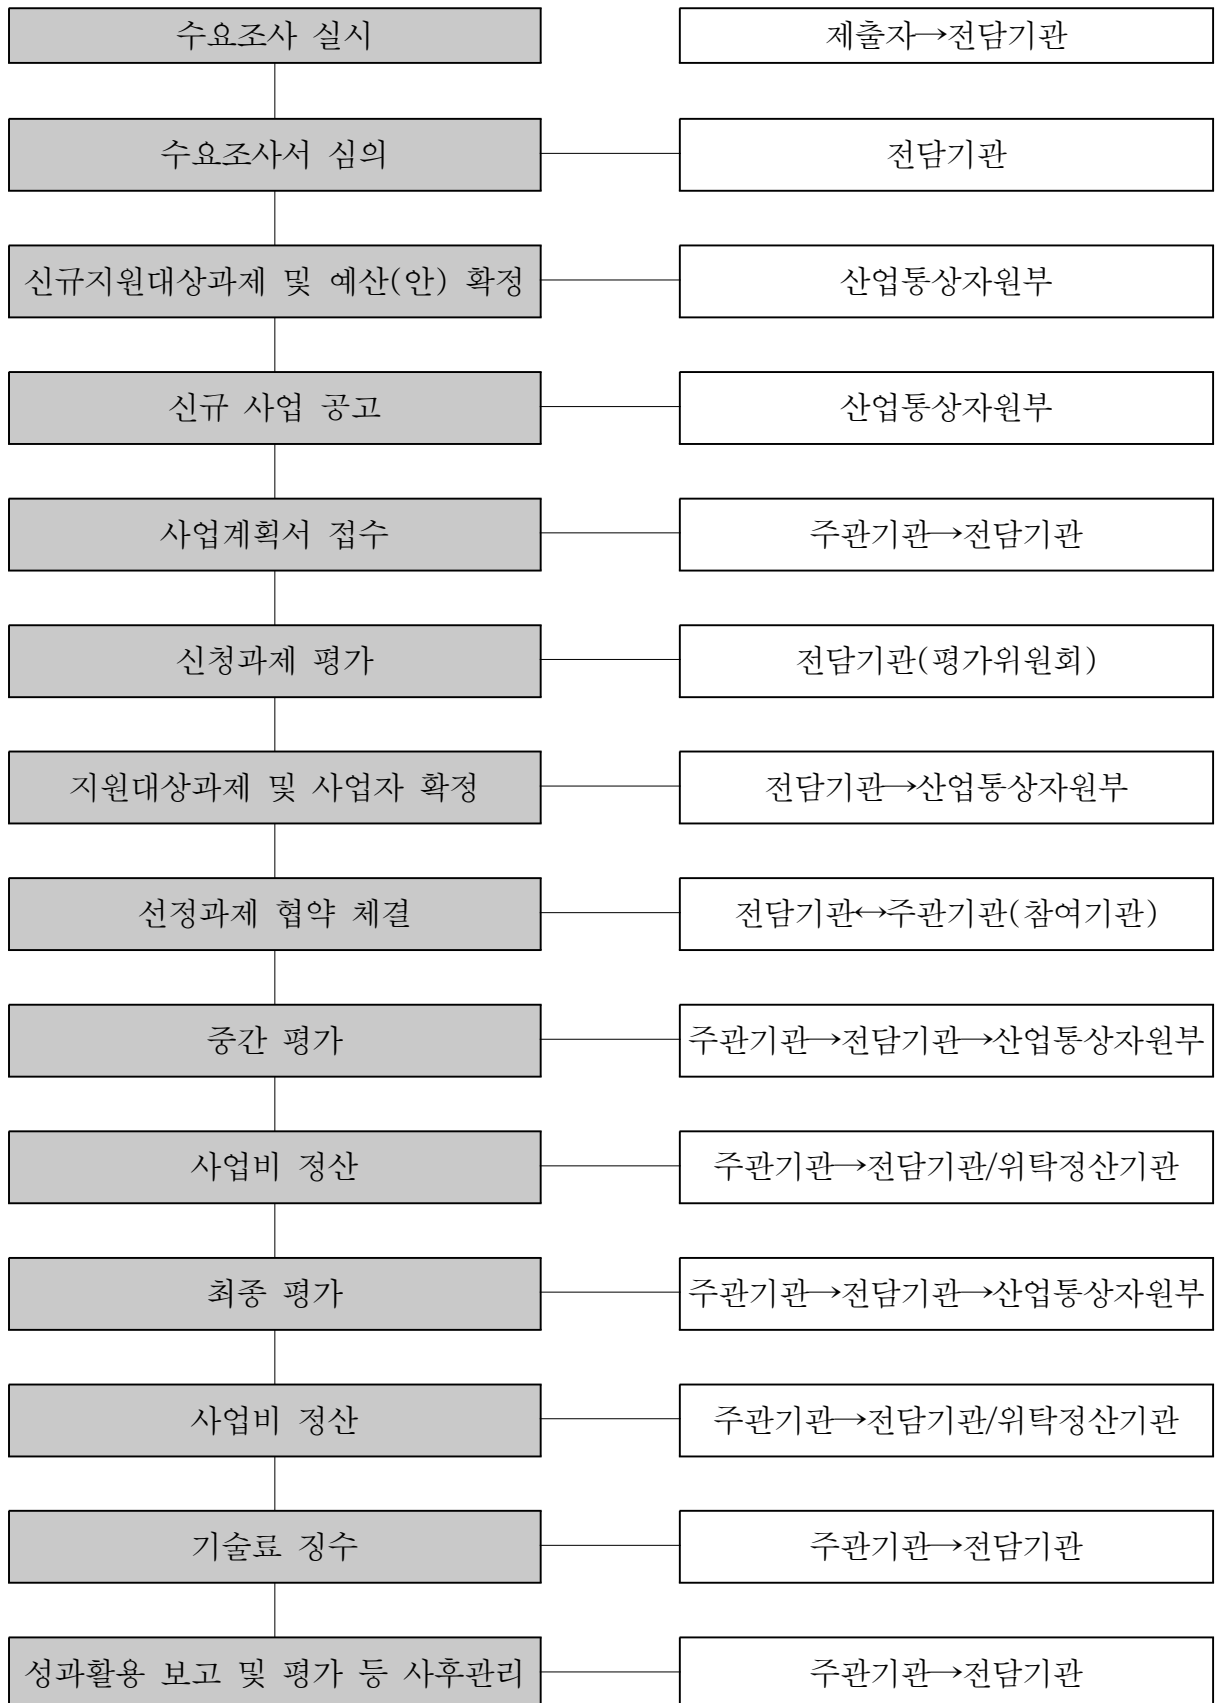 수요조사 실시
제출자→전담기관
수요조사서 심의
전담기관
신규지원대상과제 및 예산(안) 확정
산업통상자원부
신규 사업 공고
산업통상자원부
사업계획서 접수
주관기관→전담기관
신청과제 평가
전담기관(평가위원회)
지원대상과제 및 사업자 확정
전담기관→산업통상자원부
선정과제 협약 체결
전담기관↔주관기관(참여기관)
중간 평가
주관기관→전담기관→산업통상자원부
사업비 정산
주관기관→전담기관/위탁정산기관
최종 평가
주관기관→전담기관→산업통상자원부
사업비 정산
주관기관→전담기관/위탁정산기관
기술료 징수
주관기관→전담기관
성과활용 보고 및 평가 등 사후관리
주관기관→전담기관